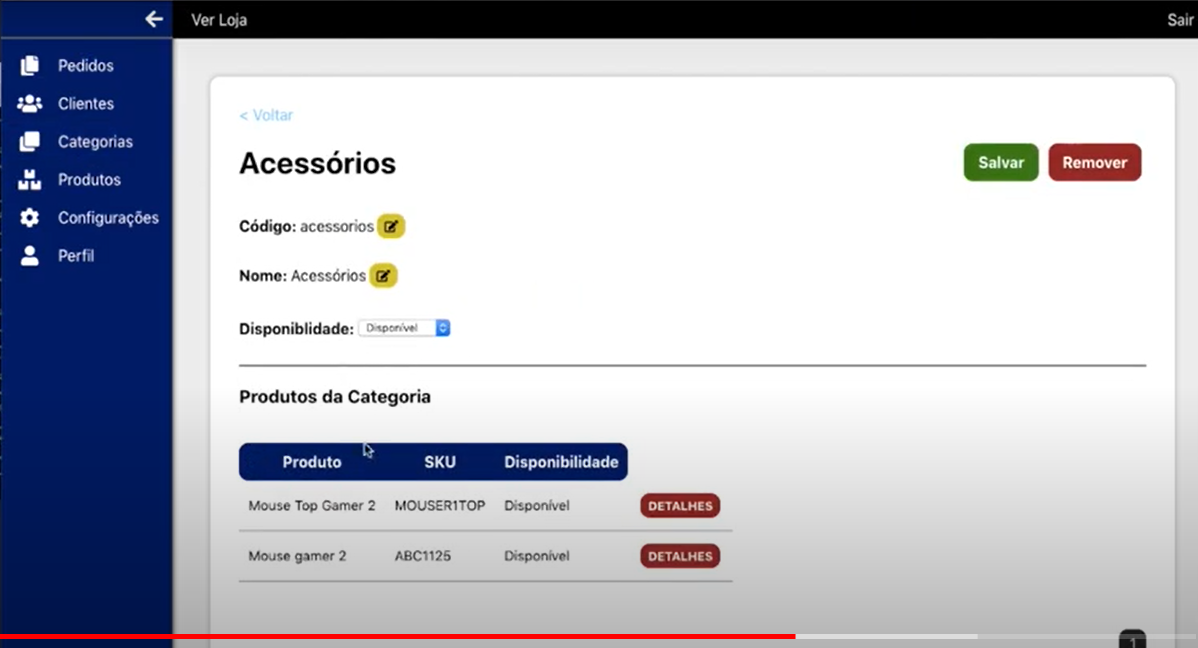 Ver Loja
Sair
Pedidos
Clientes
Categorias
Produtos
Configurações
Perfil
< Voltar
Acessórios
Salvar
Remover
Código: acessorios
Nome: Acessórios
Disponiblidade: Disponível
Produtos da Categoria
Produto SKU Disponibilidade
Mouse Top Gamer 2 MOUSER1TOP Disponível DETALHES
Mouse gamer 2 ABC1125 Disponível DETALHES
1